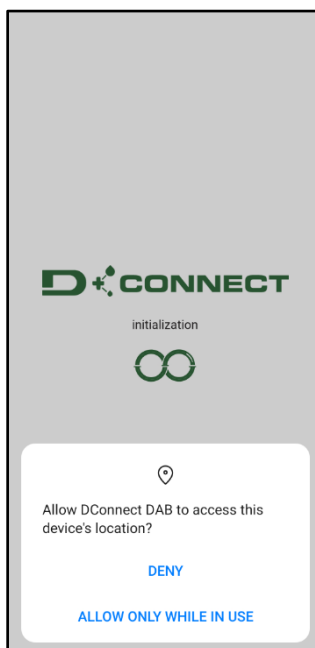 D+CONNECT
initialization
Allow DConnect DAB to access this
device's location?
DENY
ALLOW ONLY WHILE IN USE